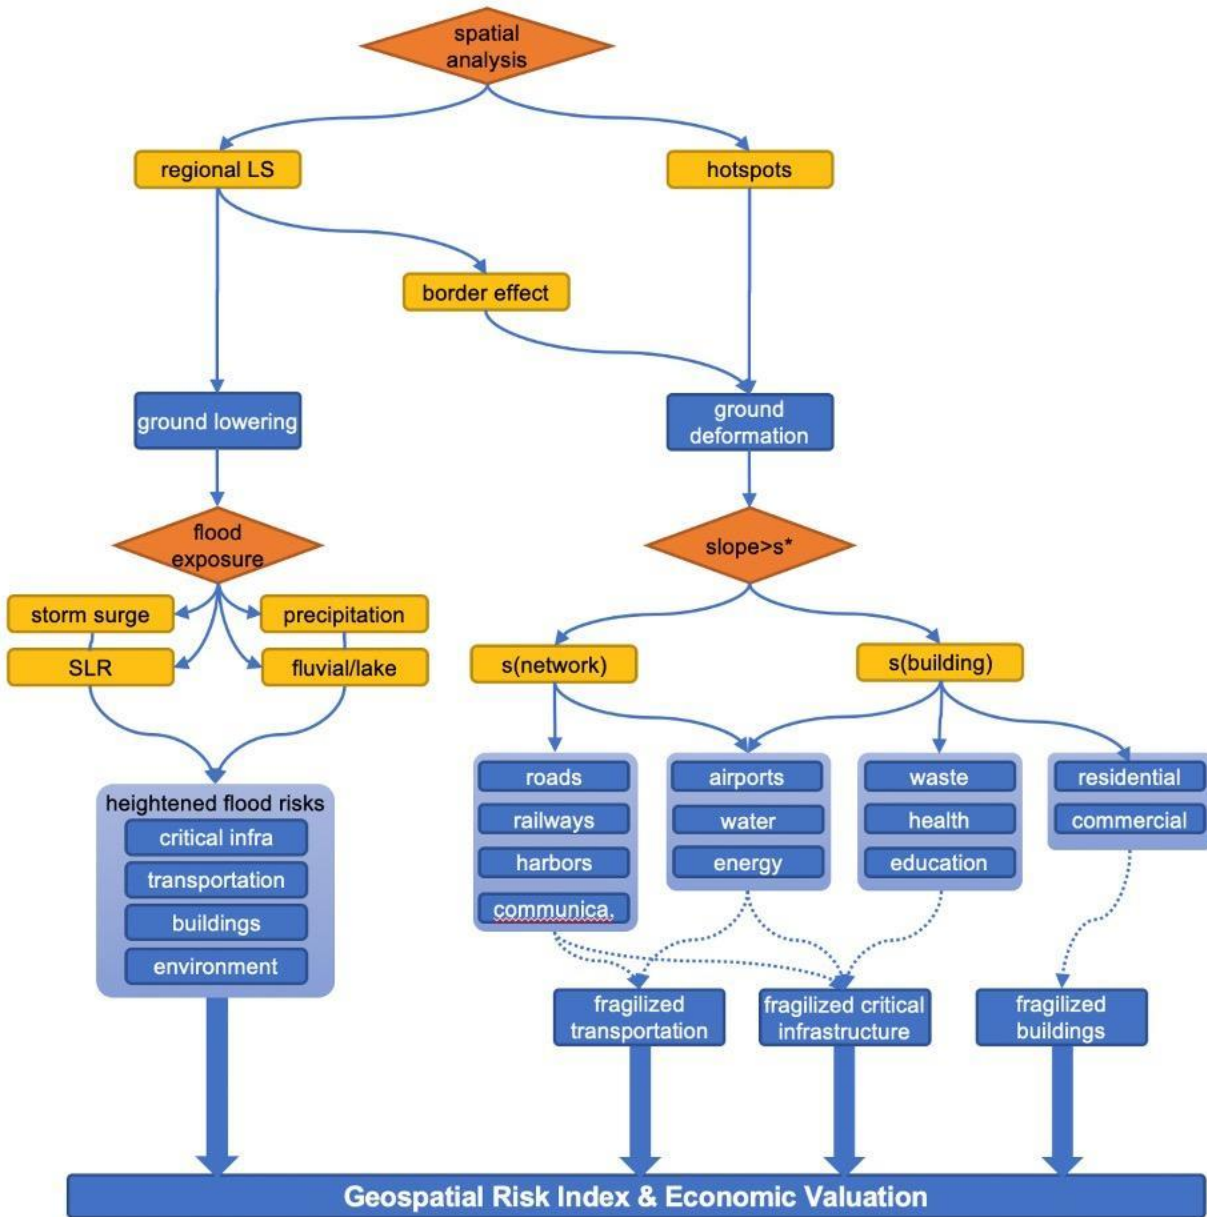 spatial
analysis
regional LS
hotspots
border effect
ground lowering
ground
deformation
flood
exposure
slope>s*
storm surge
precipitation
SLR
fluvial/lake
s(network)
s(building)
heightened flood risks
critical infra
transportation
buildings
environment
roads
railways
harbors
communica.
airports
water
energy
waste
health
education
residential
commercial
fragilized
transportation
fragilized critical
infrastructure
fragilized
buildings
Geospatial Risk Index & Economic Valuation